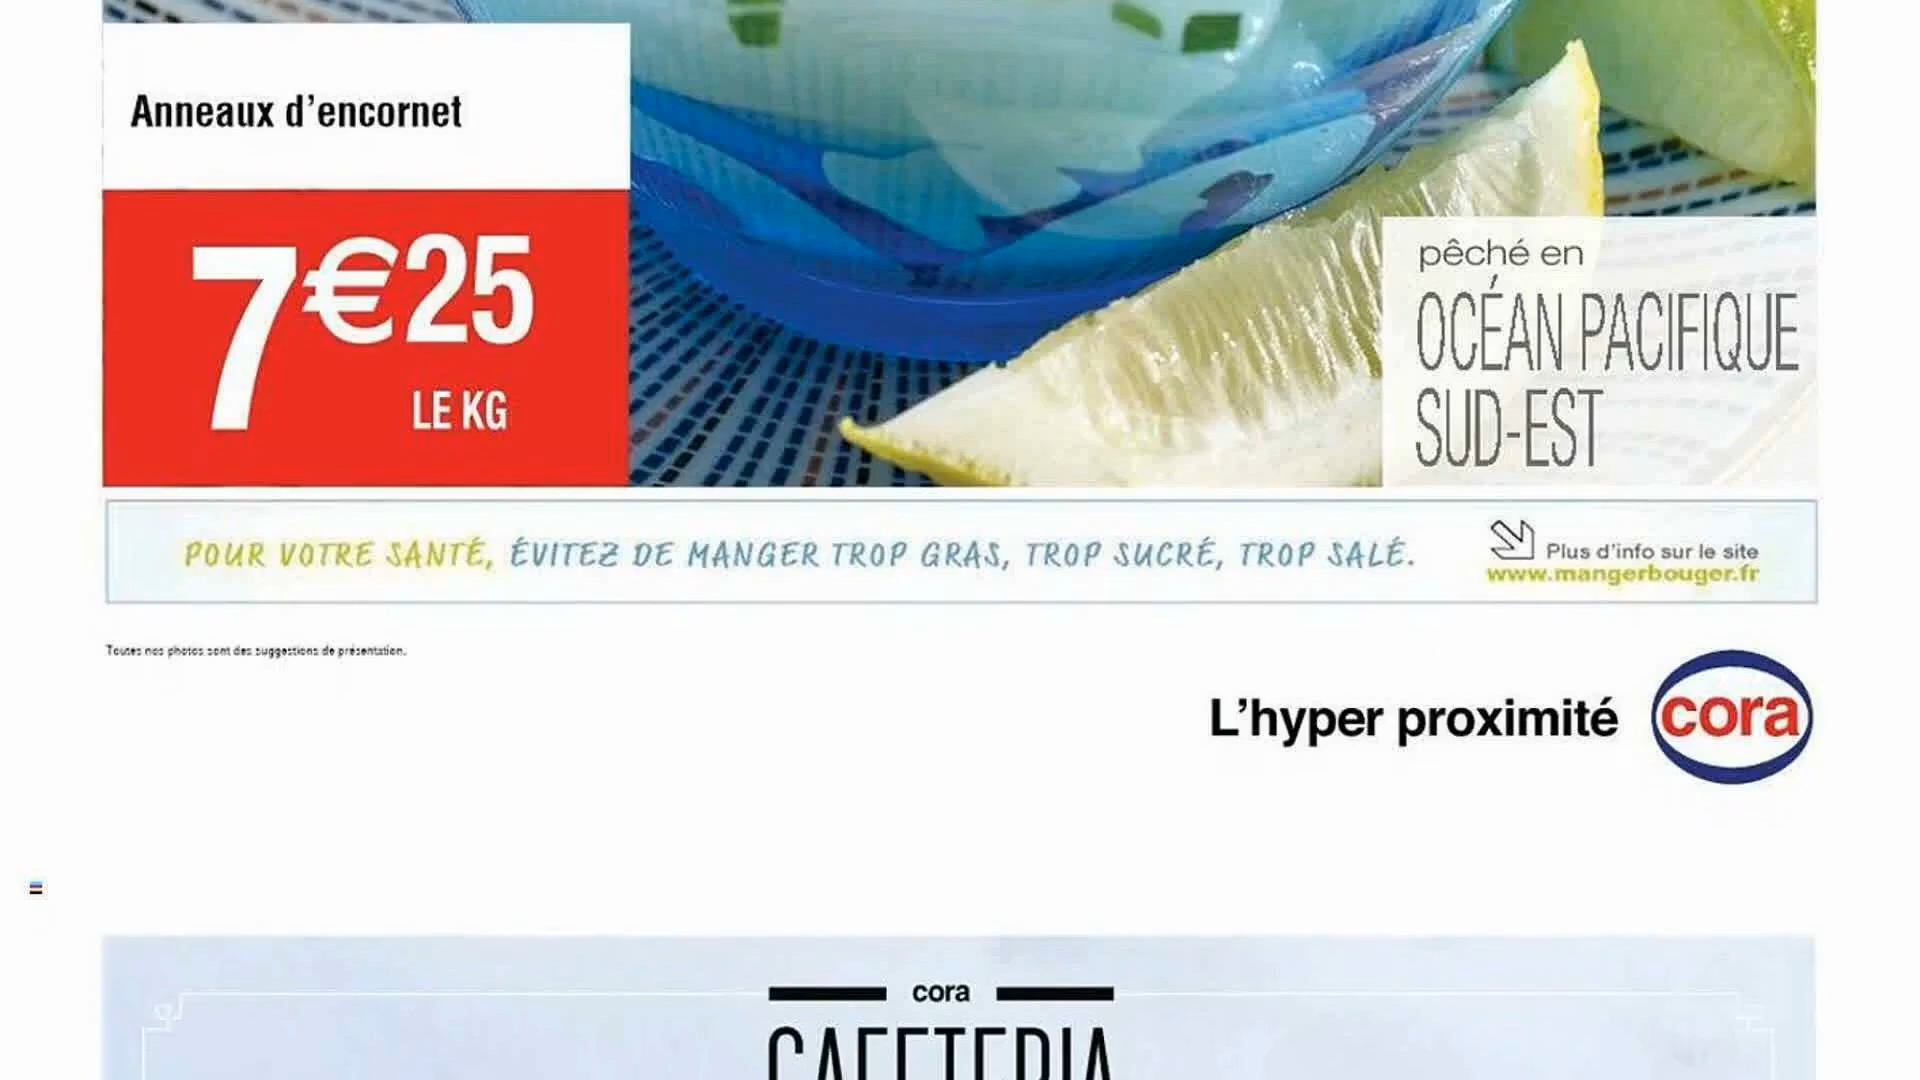 Anneaux d'encornet
7€25
LE KG
pêché en
OCÉAN PACIFIQUE
SUD-EST
POUR VOTRE SANTÉ, ÉVITEZ DE MANGER TROP GRAS, TROP SUCRÉ, TROP SALÉ.
Plus d'info sur le site
www.mangerbouger.fr
Toutes nos photos sont des suggestions de présentation.
L'hyper proximité
cora
cora
CAFETERIA